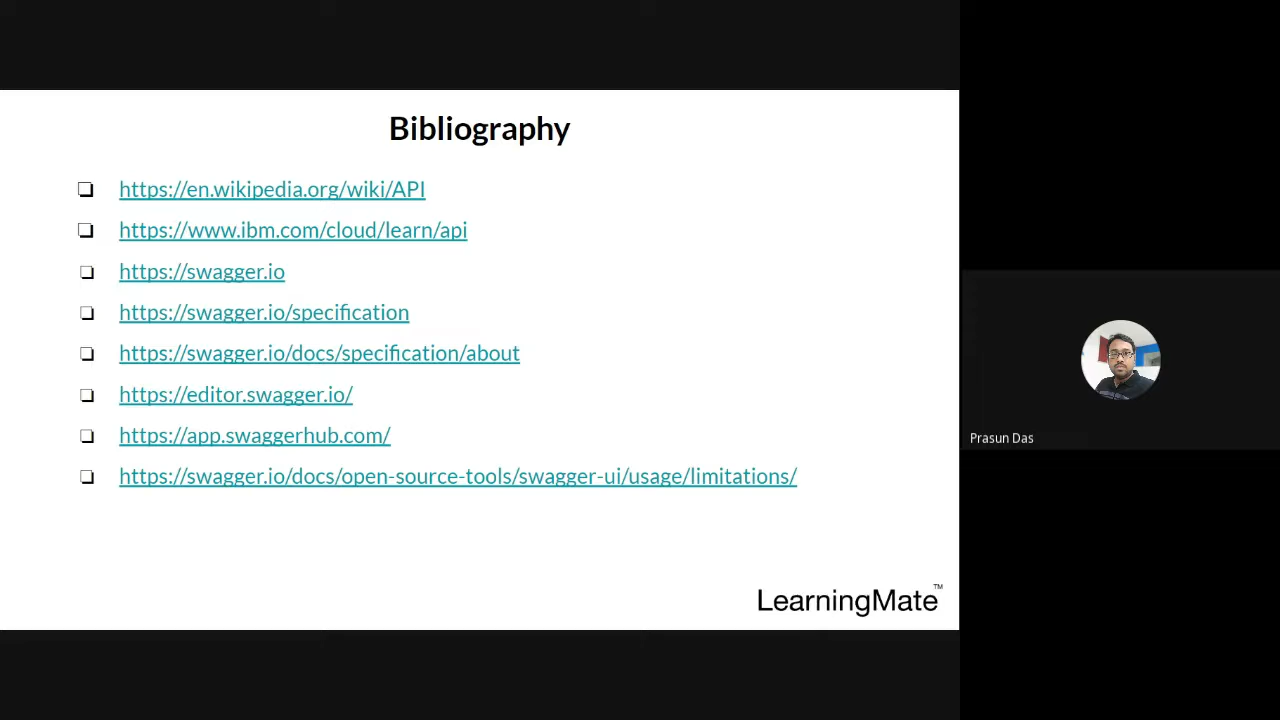 Bibliography
❏ https://en.wikipedia.org/wiki/API
❏ https://www.ibm.com/cloud/learn/api
❏ https://swagger.io
❏ https://swagger.io/specification
❏ https://swagger.io/docs/specification/about
❏ https://editor.swagger.io/
❏ https://app.swaggerhub.com/
❏ https://swagger.io/docs/open-source-tools/swagger-ui/usage/limitations/
LearningMate™
Prasun Das